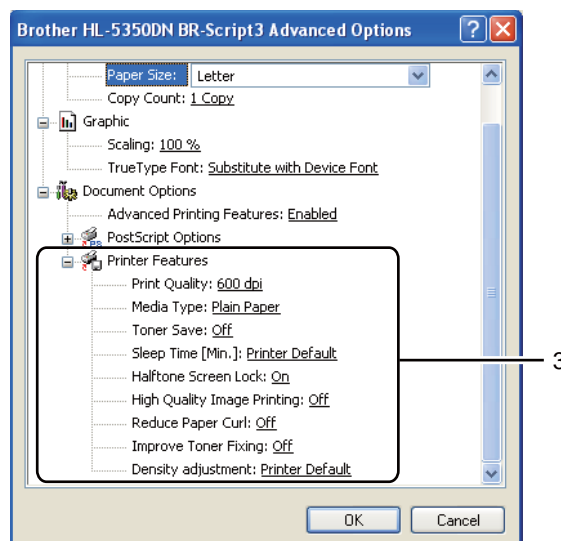 Brother HL-5350DN BR-Script3 Advanced Options
Paper Size: Letter
Copy Count: 1 Copy
Graphic
Scaling: 100 %
TrueType Font: Substitute with Device Font
Document Options
Advanced Printing Features: Enabled
PostScript Options
Printer Features
Print Quality: 600 dpi
Media Type: Plain Paper
Toner Save: Off
Sleep Time [Min.]: Printer Default
3
Halftone Screen Lock: On
High Quality Image Printing: Off
Reduce Paper Curl: Off
Improve Toner Fixing: Off
Density adjustment: Printer Default
OK Cancel